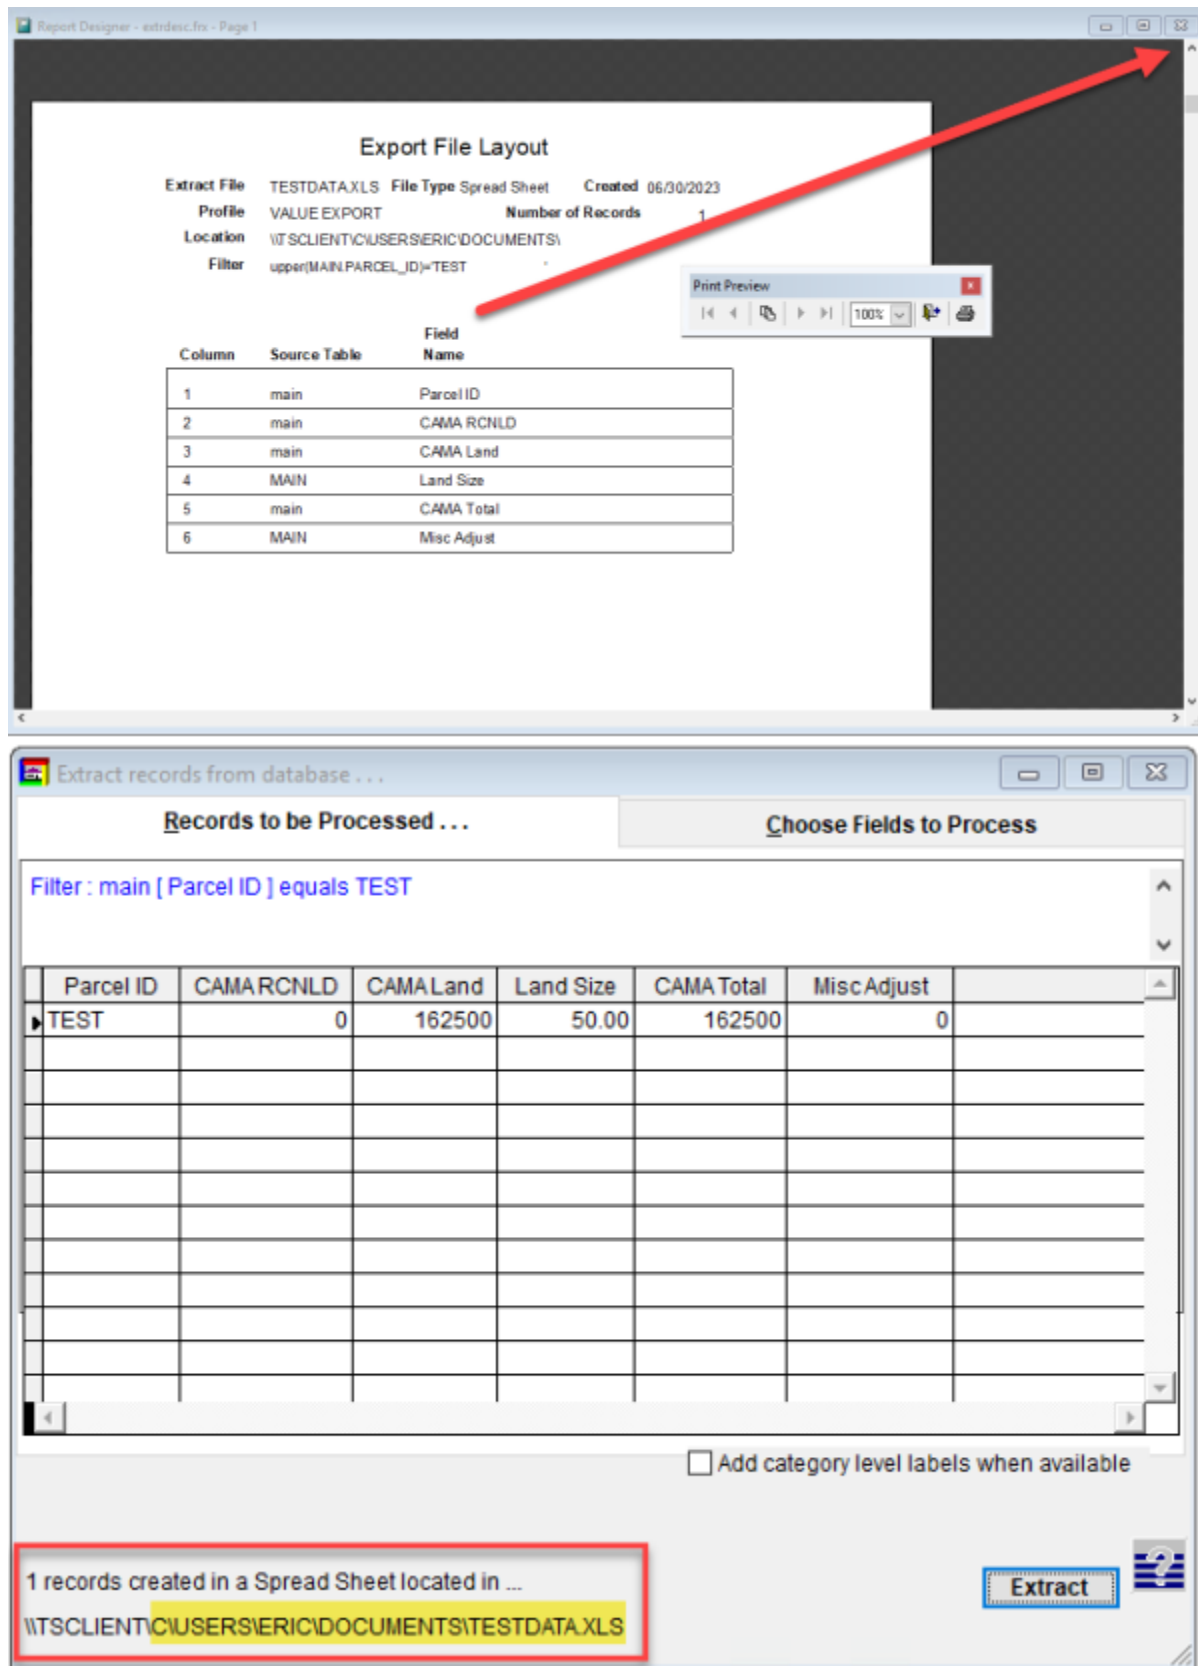 Report Designer - extrdesc.frx - Page 1
Export File Layout
Extract File TESTDATA.XLS File Type Spread Sheet Created 06/30/2023
Profile VALUE EXPORT Number of Records 1
Location \\TSCLIENT\C\USERS\ERIC\DOCUMENTS\
Filter upper(MAIN.PARCEL_ID)='TEST '
Print Preview
100%
Field
Column Source Table Name
1 main Parcel ID
2 main CAMA RCNLD
3 main CAMA Land
4 MAIN Land Size
5 main CAMA Total
6 MAIN Misc Adjust
Extract records from database . . .
Records to be Processed . . . Choose Fields to Process
Filter : main [ Parcel ID ] equals TEST
Parcel ID CAMA RCNLD CAMA Land Land Size CAMA Total Misc Adjust
TEST 0 162500 50.00 162500 0
Add category level labels when available
1 records created in a Spread Sheet located in ...
Extract
\\TSCLIENT\C\USERS\ERIC\DOCUMENTS\TESTDATA.XLS